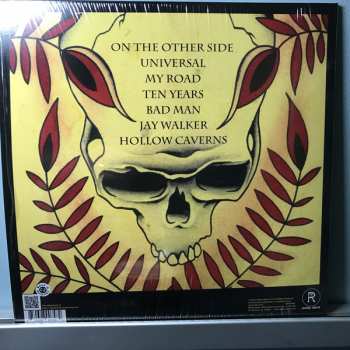 ON THE OTHER SIDE
UNIVERSAL
MY ROAD
TEN YEARS
BAD MAN
JAY WALKER
HOLLOW CAVERNS
R